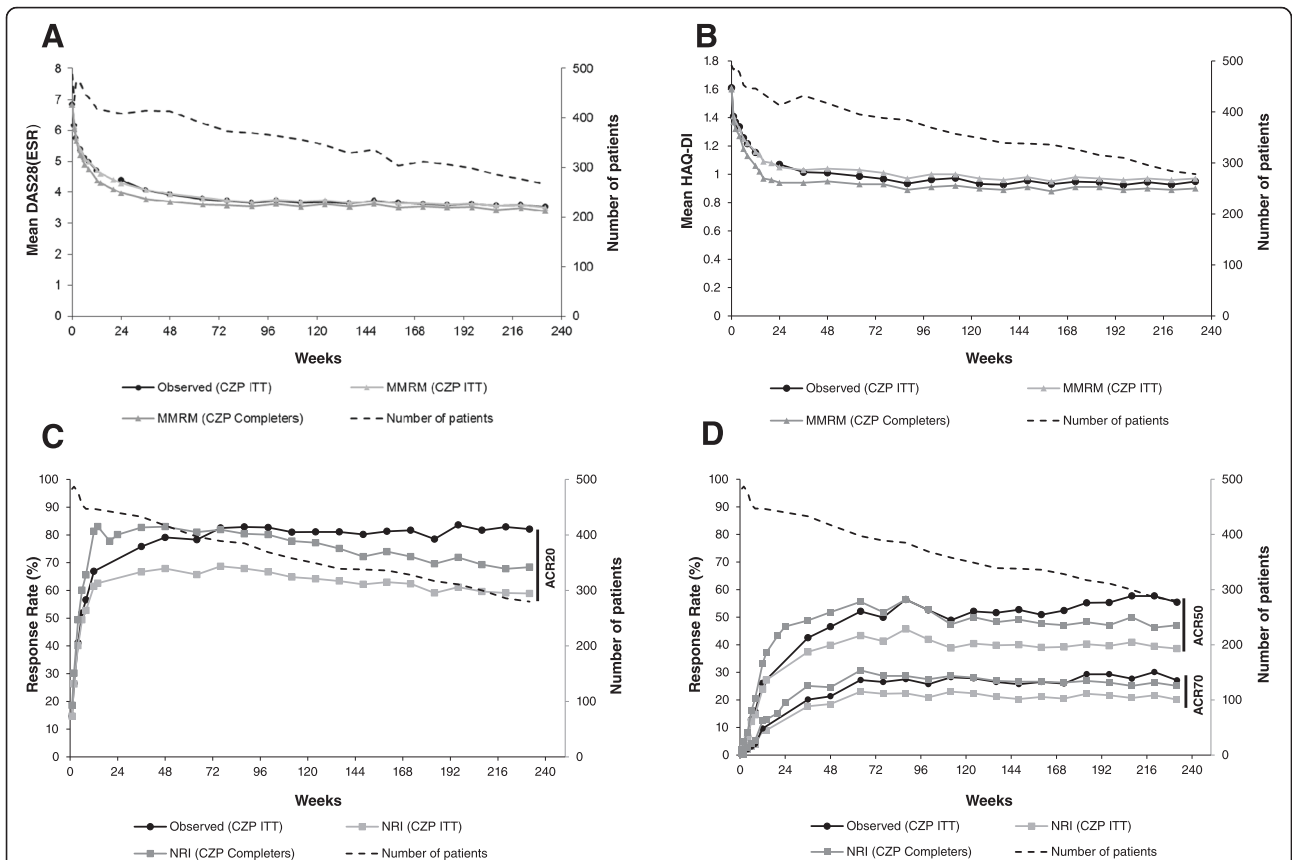 A
8
7
6
5
4
3
2
1
0
Mean DAS28(ESR)
500
400
300
200
100
0
Number of patients
0 24 48 72 96 120 144 168 192 216 240
Weeks
Observed (CZP ITT) MMRM (CZP ITT)
MMRM (CZP Completers) Number of patients
B
1.8
1.6
1.4
1.2
1
0.8
0.6
0.4
0.2
0
Mean HAQ-DI
500
400
300
200
100
0
Number of patients
0 24 48 72 96 120 144 168 192 216 240
Weeks
Observed (CZP ITT) MMRM (CZP ITT)
MMRM (CZP Completers) Number of patients
C
100
90
80
70
60
50
40
30
20
10
0
Response Rate (%)
500
400
300
200
100
0
Number of patients
ACR20
0 24 48 72 96 120 144 168 192 216 240
Weeks
Observed (CZP ITT) NRI (CZP ITT)
NRI (CZP Completers) Number of patients
D
100
90
80
70
60
50
40
30
20
10
0
Response Rate (%)
500
400
300
200
100
0
Number of patients
ACR50
ACR70
0 24 48 72 96 120 144 168 192 216 240
Weeks
Observed (CZP ITT) NRI (CZP ITT)
NRI (CZP Completers) Number of patients